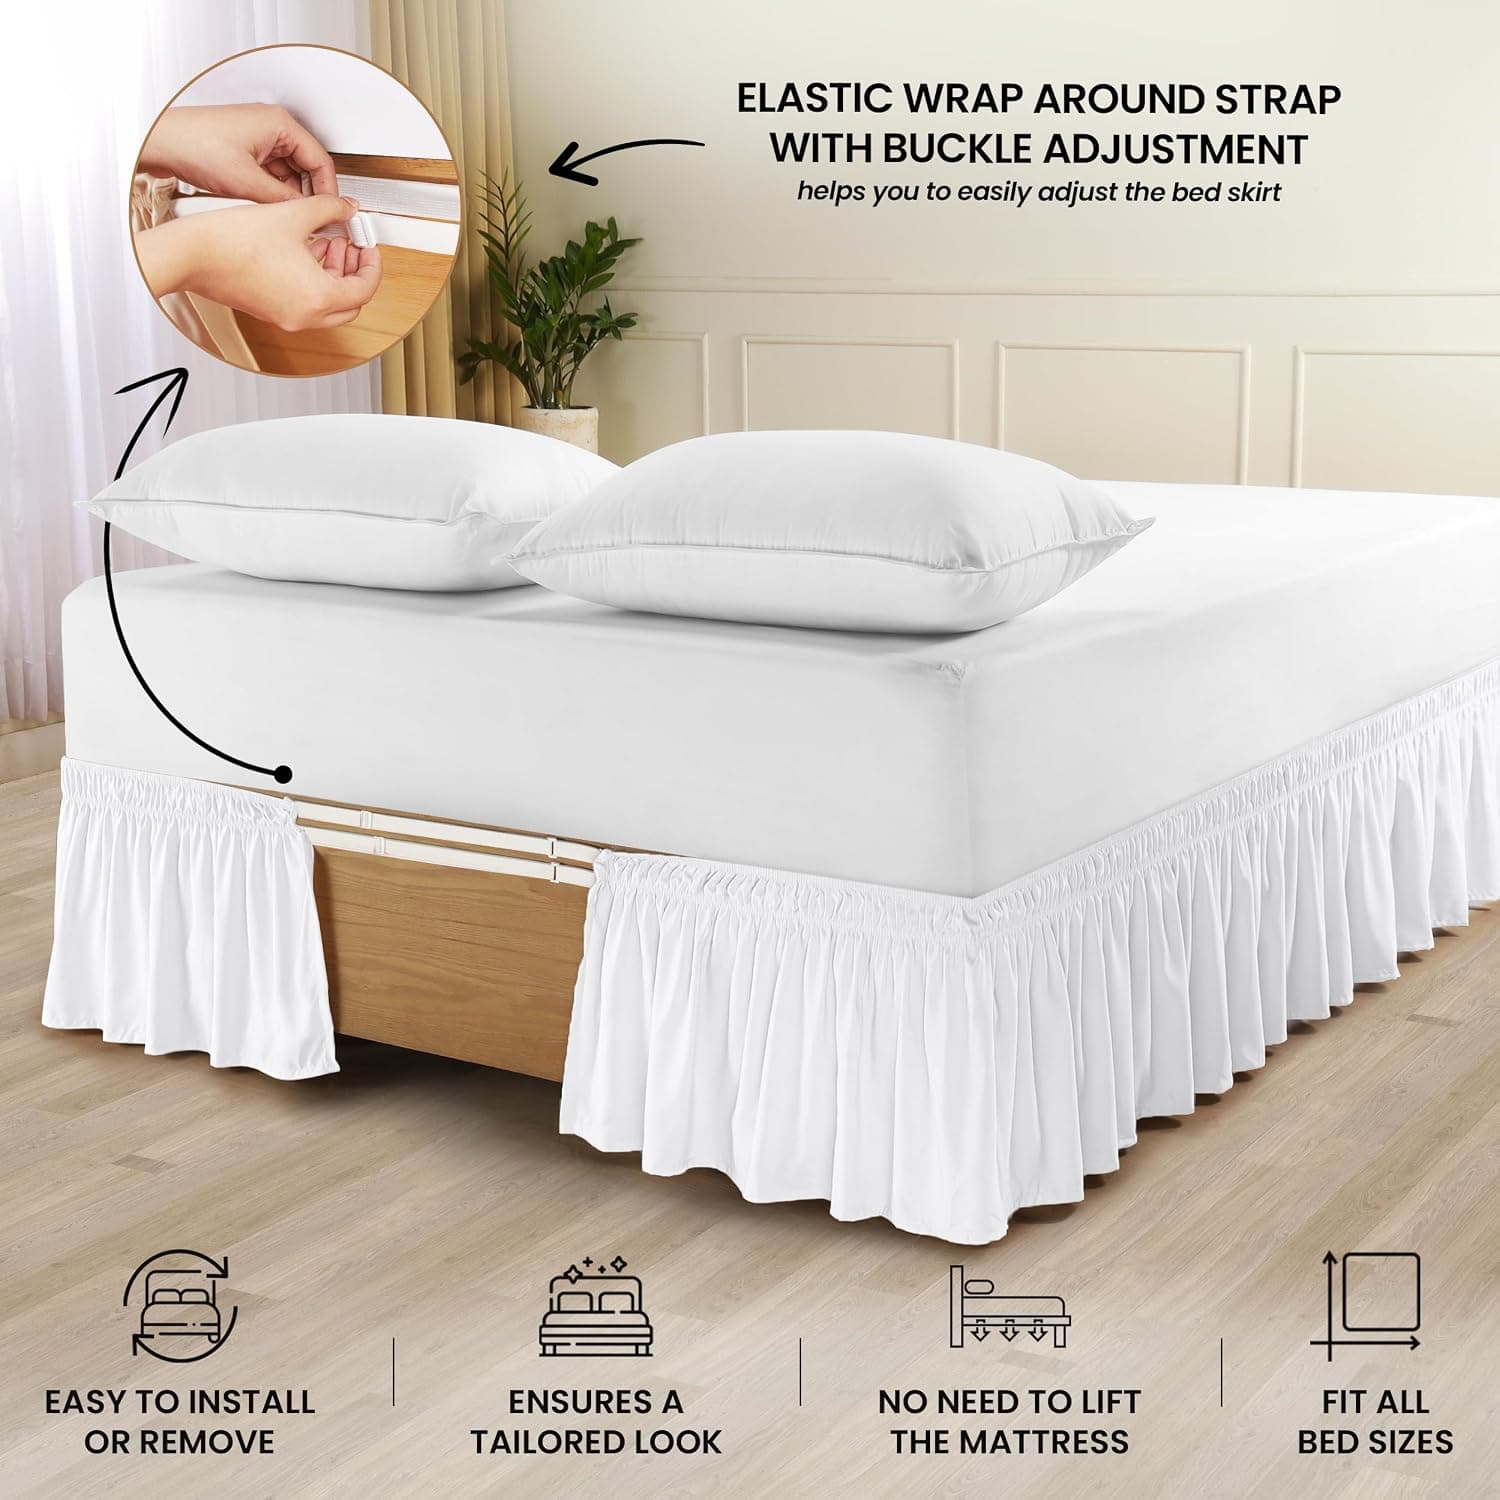 ELASTIC WRAP AROUND STRAP
WITH BUCKLE ADJUSTMENT
helps you to easily adjust the bed skirt
EASY TO INSTALL
OR REMOVE
ENSURES A
TAILORED LOOK
NO NEED TO LIFT
THE MATTRESS
FIT ALL
BED SIZES